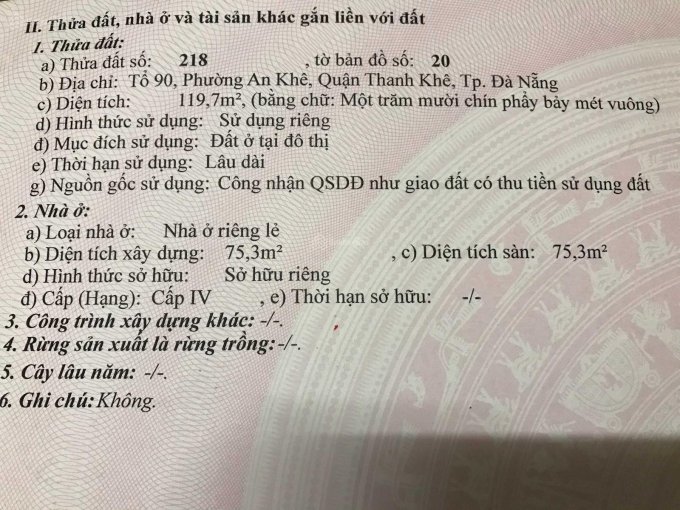 II. Thửa đất, nhà ở và tài sản khác gắn liền với đất
1. Thửa đất:
a) Thửa đất số: 218 , tờ bản đồ số: 20
b) Địa chỉ: Tổ 90, Phường An Khê, Quận Thanh Khê, Tp. Đà Nẵng
c) Diện tích: 119,7m², (bằng chữ: Một trăm mười chín phẩy bảy mét vuông)
d) Hình thức sử dụng: Sử dụng riêng
đ) Mục đích sử dụng: Đất ở tại đô thị
e) Thời hạn sử dụng: Lâu dài
g) Nguồn gốc sử dụng: Công nhận QSDĐ như giao đất có thu tiền sử dụng đất
2. Nhà ở:
a) Loại nhà ở: Nhà ở riêng lẻ
b) Diện tích xây dựng: 75,3m² , c) Diện tích sàn: 75,3m²
d) Hình thức sở hữu: Sở hữu riêng
đ) Cấp (Hạng): Cấp IV , e) Thời hạn sở hữu: -/-
3. Công trình xây dựng khác: -/-.
4. Rừng sản xuất là rừng trồng: -/-.
5. Cây lâu năm: -/-.
6. Ghi chú: Không.